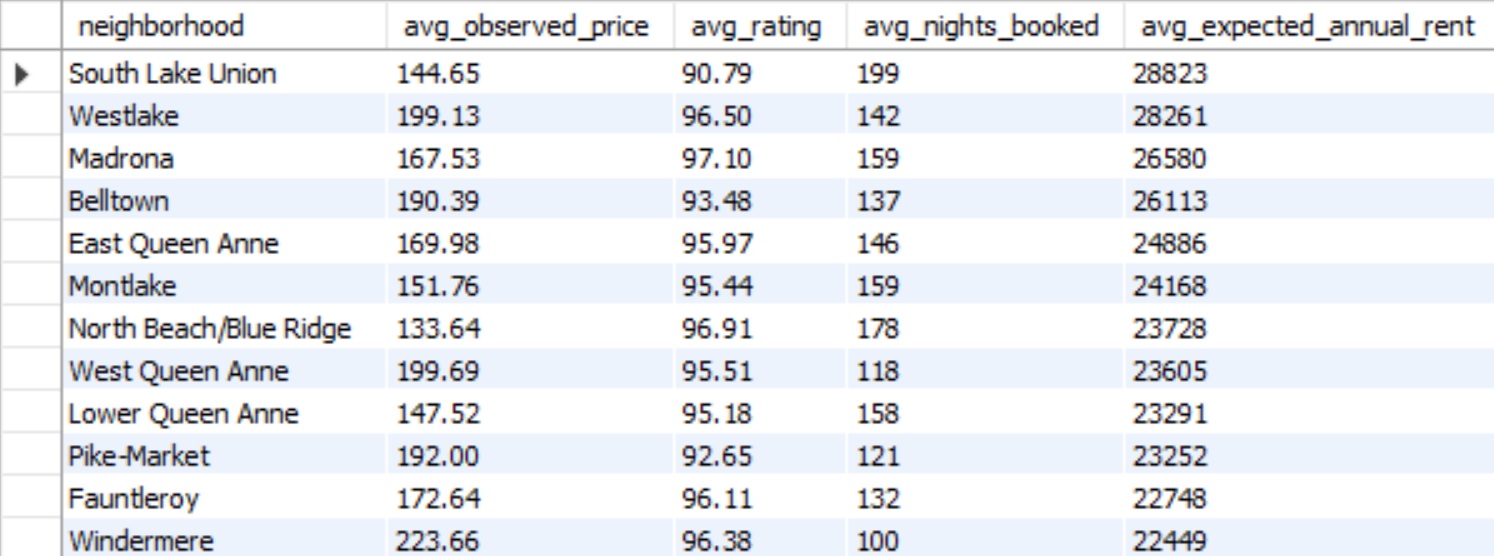 neighborhood avg_observed_price avg_rating avg_nights_booked avg_expected_annual_rent
South Lake Union 144.65 90.79 199 28823
Westlake 199.13 96.50 142 28261
Madrona 167.53 97.10 159 26580
Belltown 190.39 93.48 137 26113
East Queen Anne 169.98 95.97 146 24886
Montlake 151.76 95.44 159 24168
North Beach/Blue Ridge 133.64 96.91 178 23728
West Queen Anne 199.69 95.51 118 23605
Lower Queen Anne 147.52 95.18 158 23291
Pike-Market 192.00 92.65 121 23252
Fauntleroy 172.64 96.11 132 22748
Windermere 223.66 96.38 100 22449